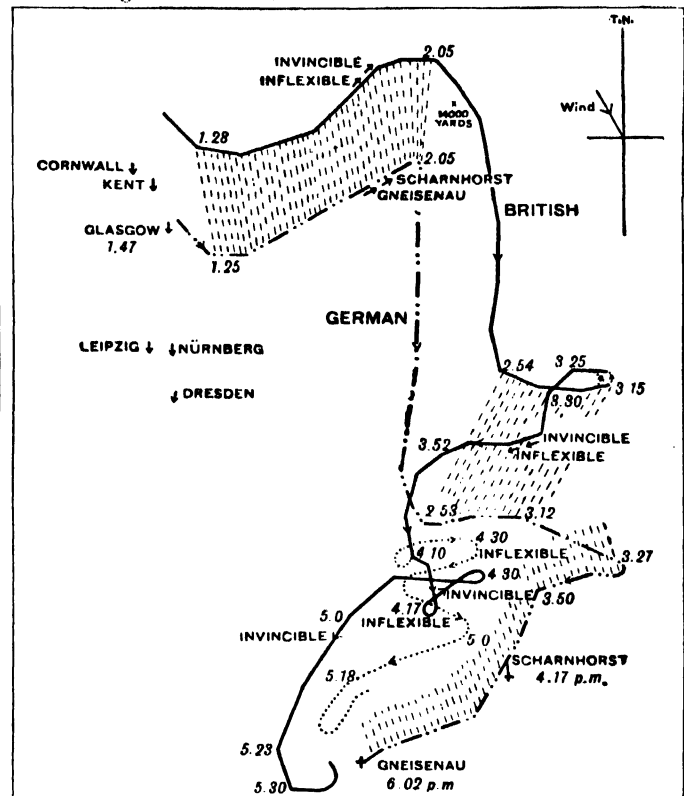 T.N.
2.05
INVINCIBLE
INFLEXIBLE
14000
YARDS
Wind
1.28
2.05
CORNWALL
KENT
SCHARNHORST
GNEISENAU
BRITISH
GLASGOW
1.47
1.25
GERMAN
LEIPZIG
NÜRNBERG
2.54
3 25
3.15
DRESDEN
3.30
3.52
INVINCIBLE
INFLEXIBLE
2.53
3.12
4 30
4.10
INFLEXIBLE
3.27
4.30
INVINCIBLE
3.50
4.17
5.0
INFLEXIBLE
INVINCIBLE
5 0
SCHARNHORST
4.17 p.m.
5.18
5.23
GNEISENAU
6.02 p.m
5.30